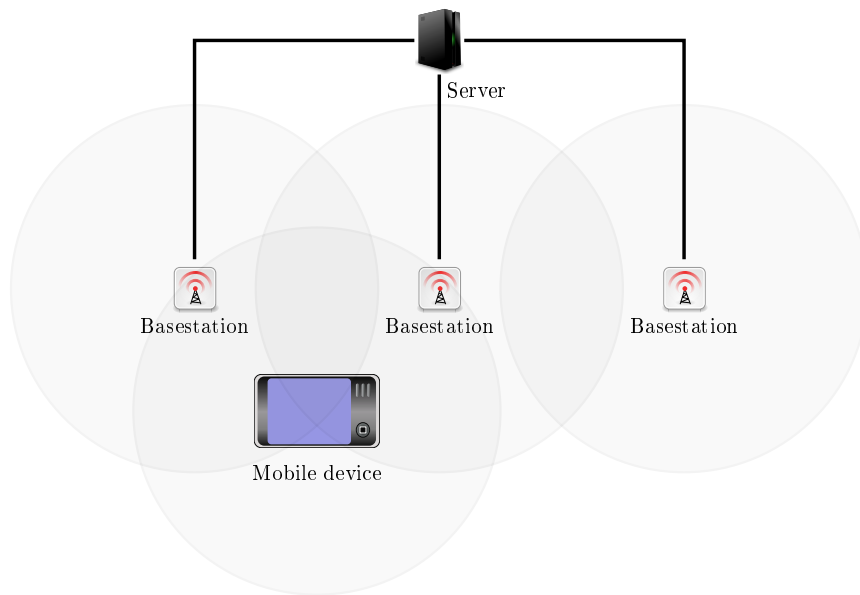 Server
Basestation
Basestation
Basestation
Mobile device